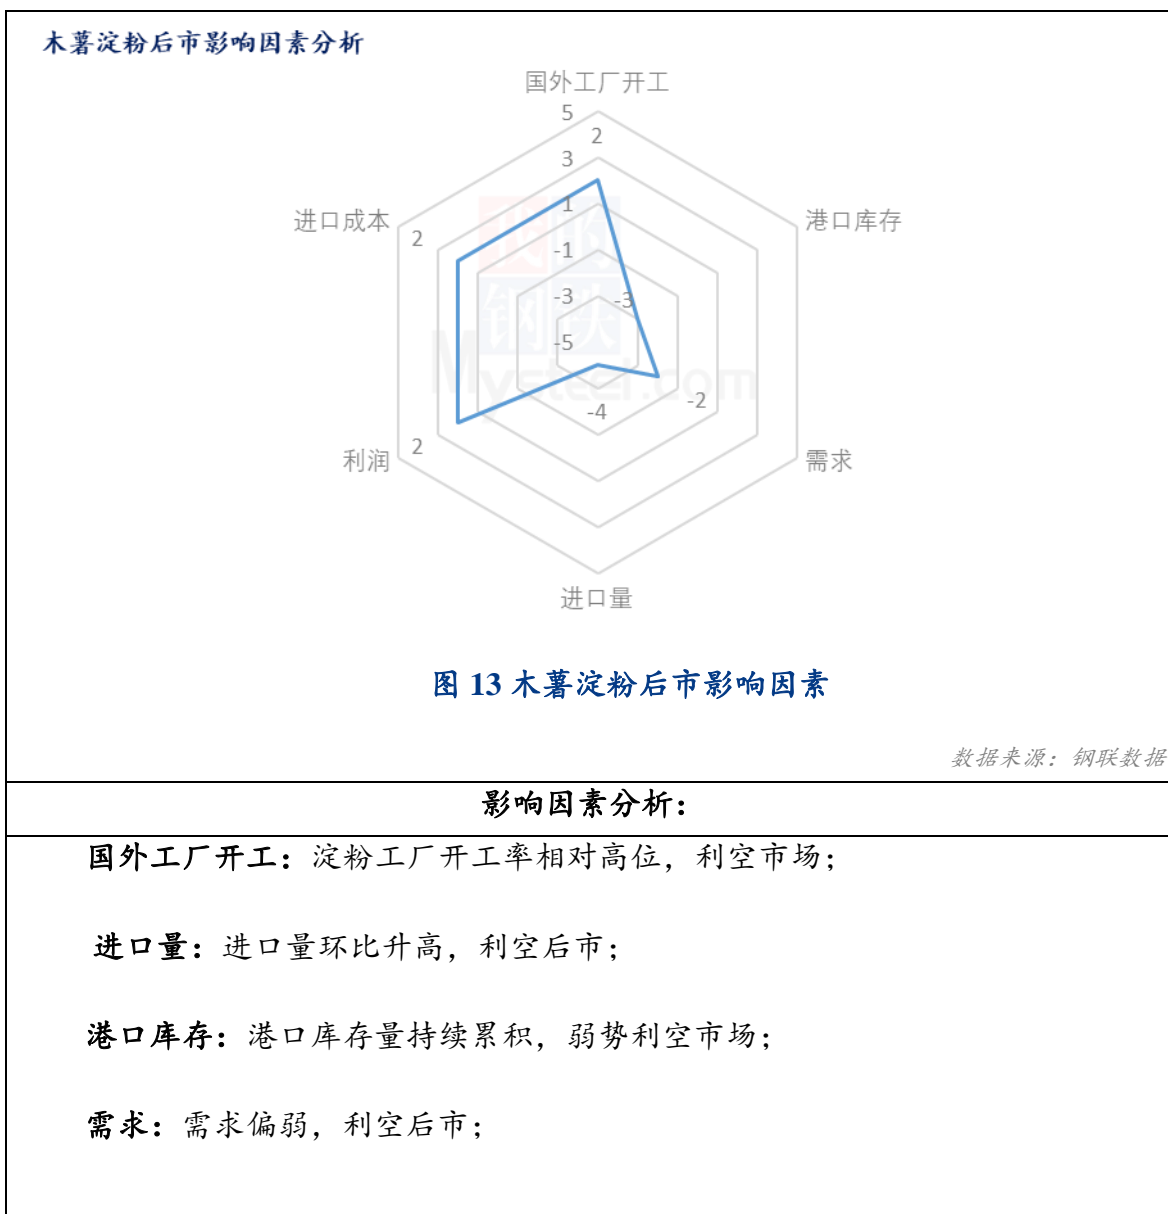 木薯淀粉后市影响因素分析
国外工厂开工
5
2
3
1
-1
-3
-3
-5
进口成本
2
港口库存
我的
钢铁
Mysteel.com
-4
-2
利润
2
需求
进口量
图 13 木薯淀粉后市影响因素
数据来源：钢联数据
影响因素分析：
国外工厂开工：淀粉工厂开工率相对高位，利空市场；
进口量：进口量环比升高，利空后市；
港口库存：港口库存量持续累积，弱势利空市场；
需求：需求偏弱，利空后市；